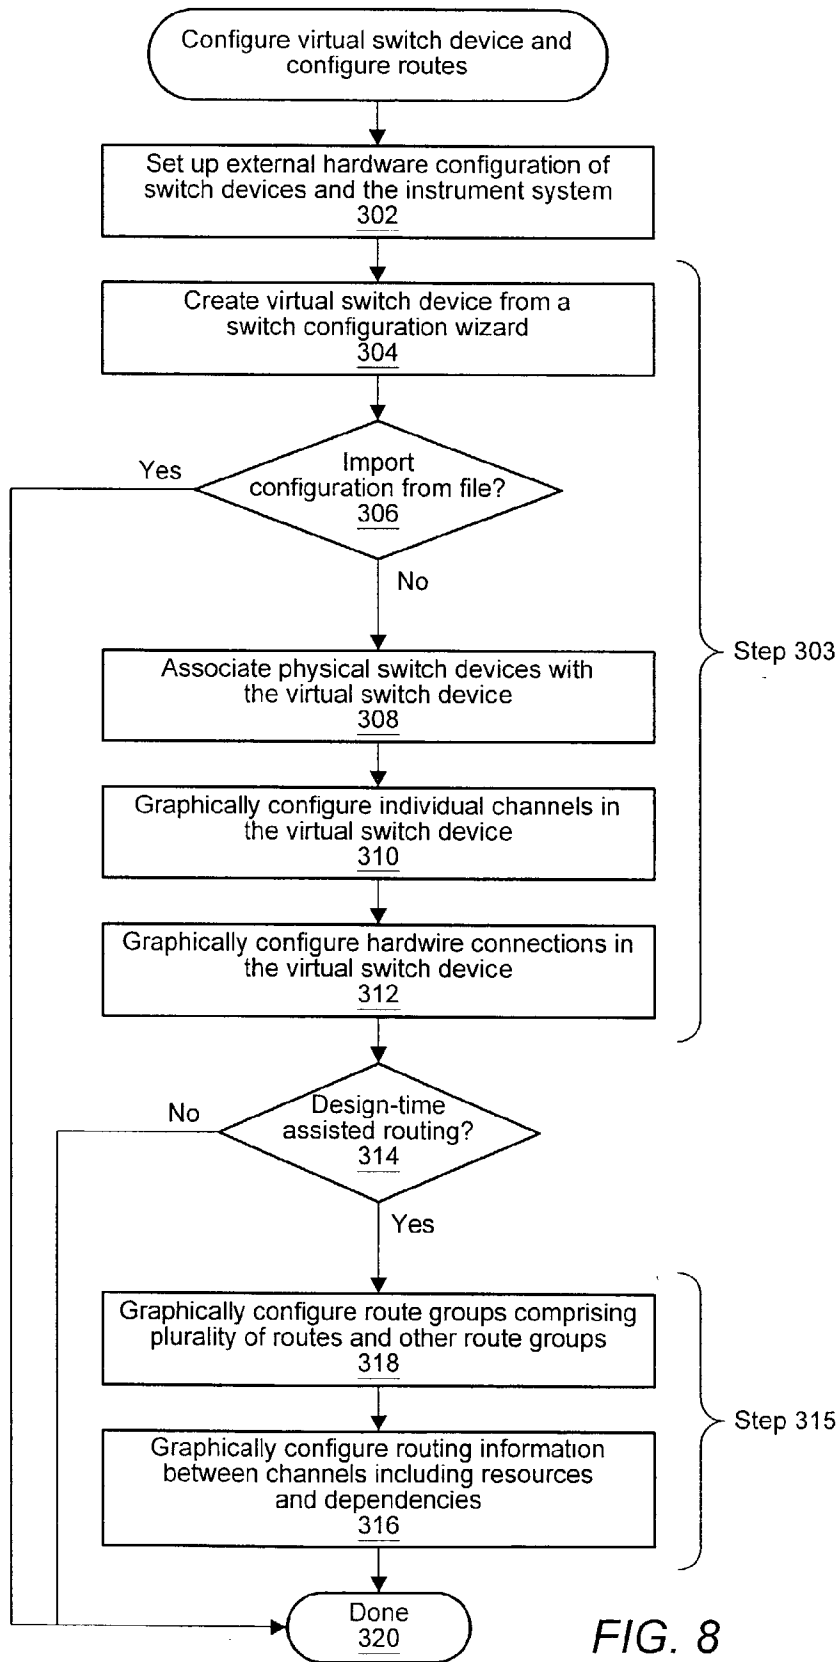 Configure virtual switch device and
configure routes
Set up external hardware configuration of
switch devices and the instrument system
302
Create virtual switch device from a
switch configuration wizard
304
Yes
Import
configuration from file?
306
No
Step 303
Associate physical switch devices with
the virtual switch device
308
Graphically configure individual channels in
the virtual switch device
310
Graphically configure hardwire connections in
the virtual switch device
312
No
Design-time
assisted routing?
314
Yes
Graphically configure route groups comprising
plurality of routes and other route groups
318
Step 315
Graphically configure routing information
between channels including resources
and dependencies
316
Done
320
FIG. 8